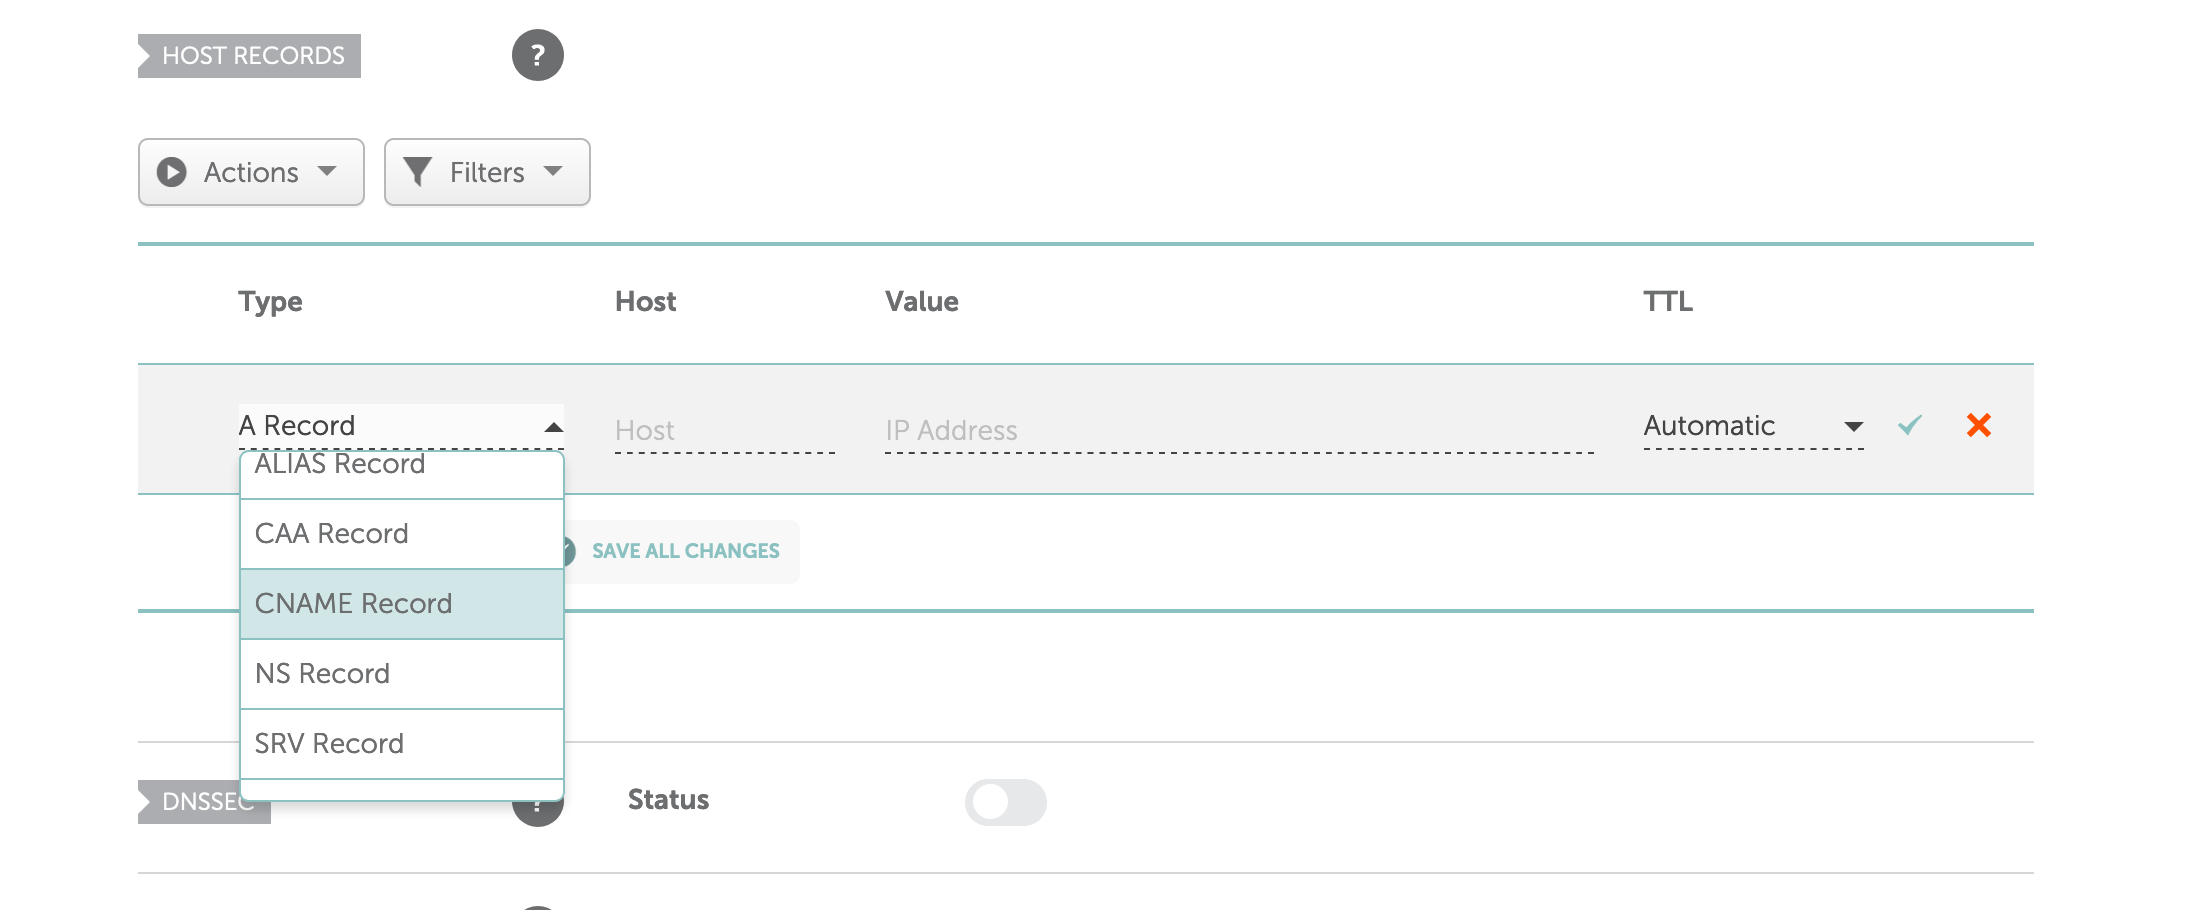 HOST RECORDS
?
Actions
Filters
Type Host Value TTL
A Record Host IP Address Automatic
ALIAS Record
CAA Record
SAVE ALL CHANGES
CNAME Record
NS Record
SRV Record
DNSSEC ? Status